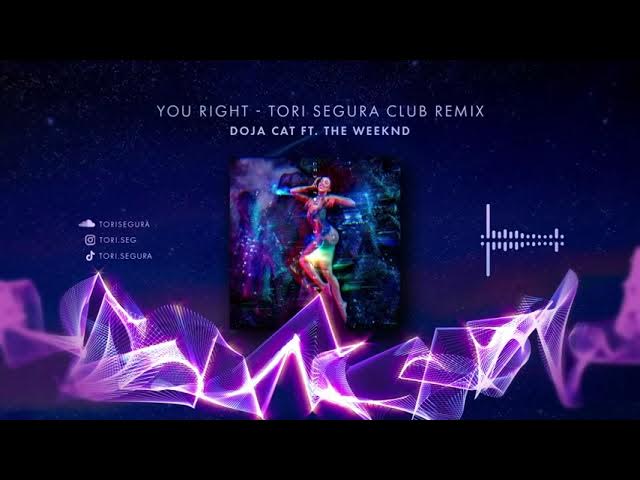 YOU RIGHT - TORI SEGURA CLUB REMIX
DOJA CAT FT. THE WEEKND
TORISEGURA
TORI.SEG
TORI.SEGURA